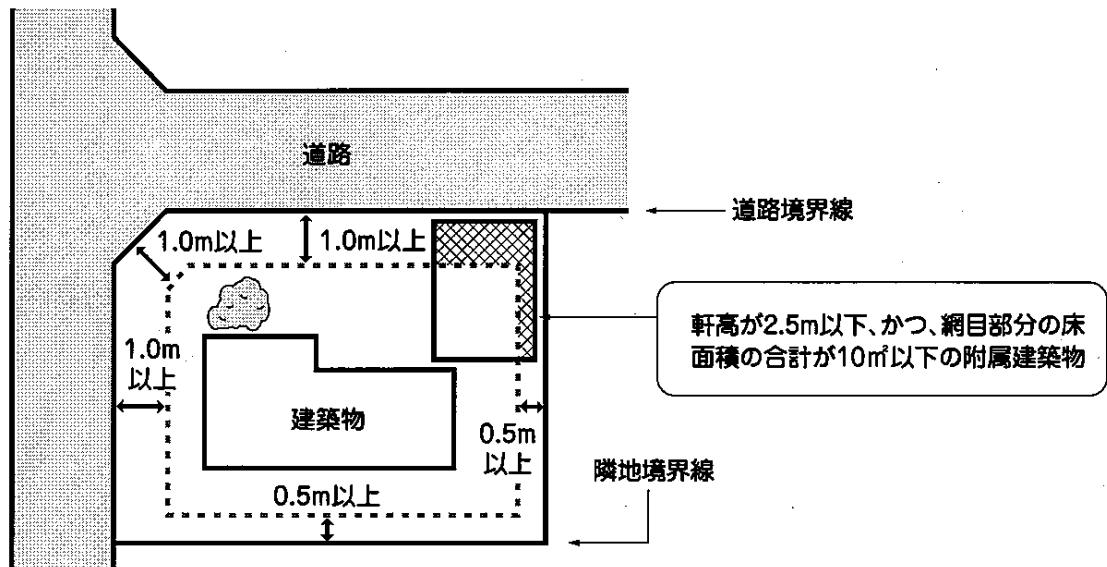 道路
道路境界線
1.0m以上
1.0m以上
軒高が2.5m以下、かつ、網目部分の床
面積の合計が10㎡以下の附属建築物
1.0m
以上
建築物
0.5m
以上
隣地境界線
0.5m以上